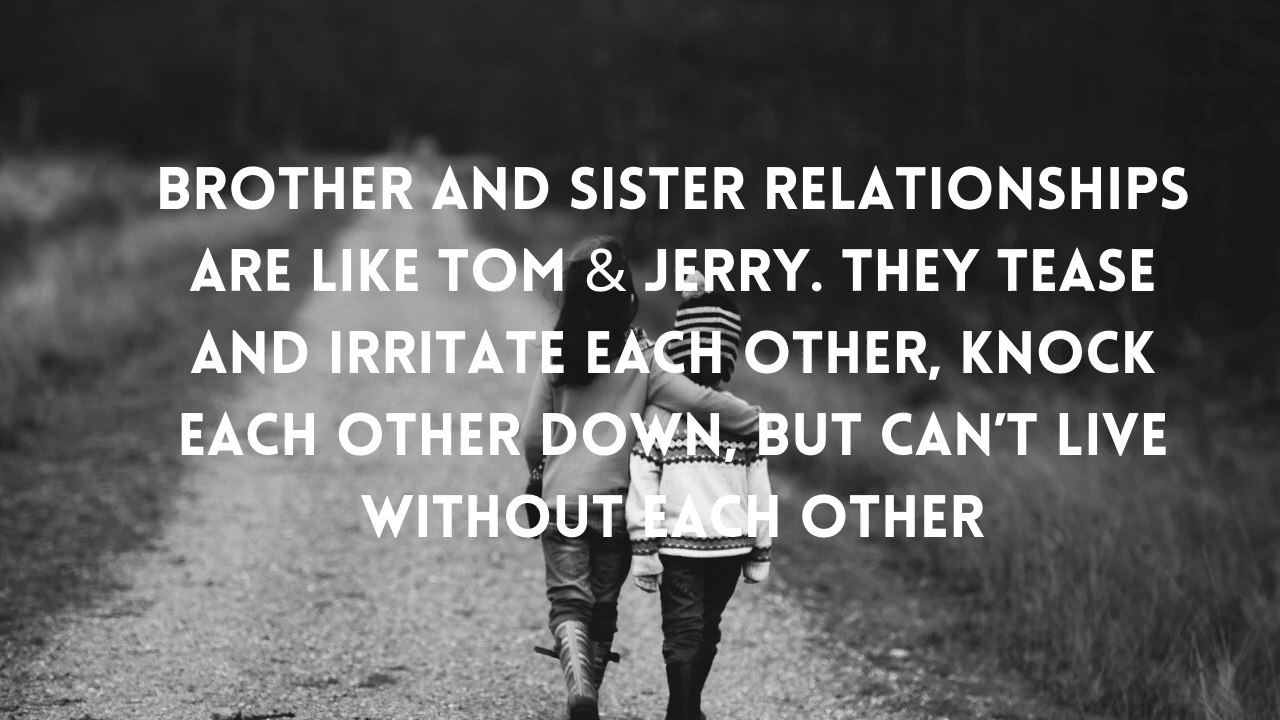 BROTHER AND SISTER RELATIONSHIPS
ARE LIKE TOM & JERRY. THEY TEASE
AND IRRITATE EACH OTHER, KNOCK
EACH OTHER DOWN, BUT CAN’T LIVE
WITHOUT EACH OTHER